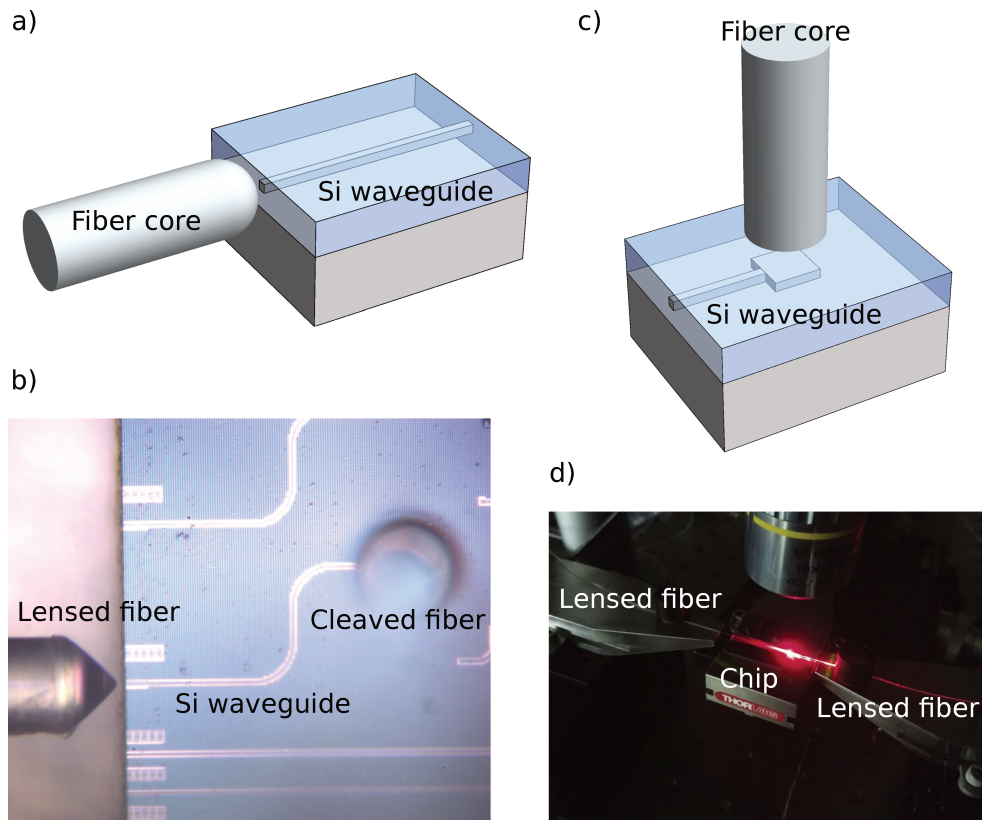 a)
Fiber core
Si waveguide
b)
Lensed fiber
Cleaved fiber
Si waveguide
c)
Fiber core
Si waveguide
d)
Lensed fiber
Chip
THORLABS
Lensed fiber